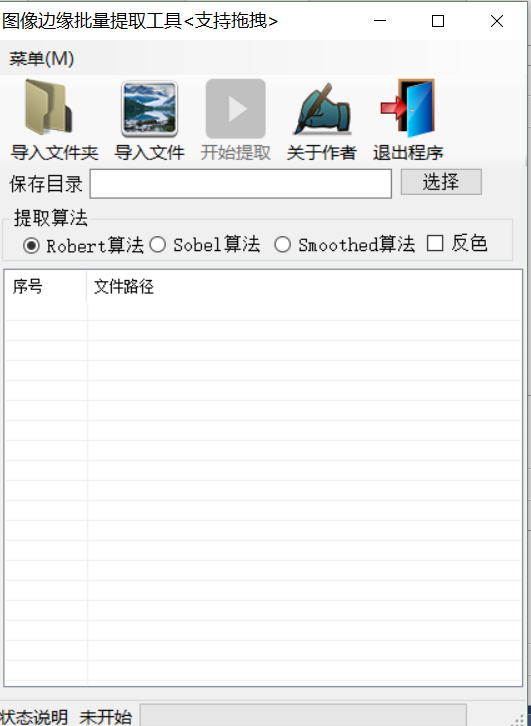 图像边缘批量提取工具<支持拖拽>
菜单(M)
导入文件夹 导入文件 开始提取 关于作者 退出程序
保存目录 选择
提取算法
Robert算法 Sobel算法 Smoothed算法 反色
序号 文件路径
状态说明 未开始